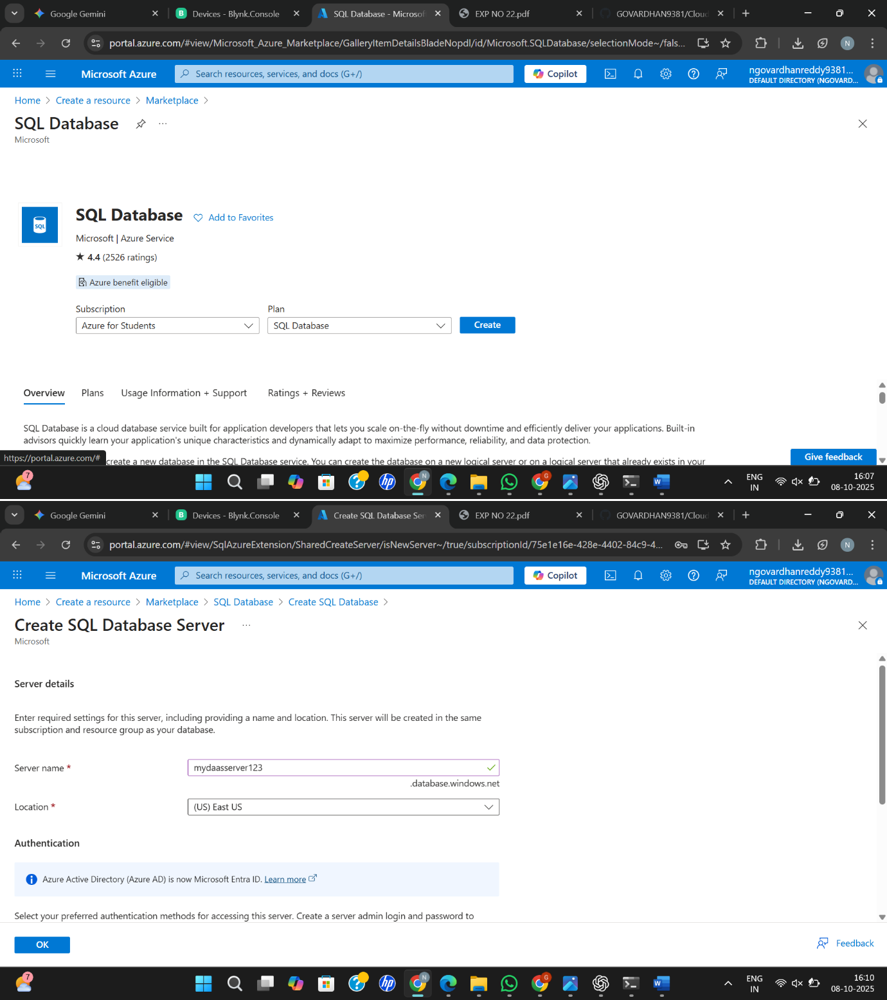 Google Gemini
Devices - Blynk.Console
SQL Database - Microsof
EXP NO 22.pdf
GOVARDHAN9381/Cloud
portal.azure.com/#view/Microsoft_Azure_Marketplace/GalleryItemDetailsBladeNopdl/id/Microsoft.SQLDatabase/selectionMode~/fals...
N
Microsoft Azure
Search resources, services, and docs (G+/)
Copilot
ngovardhanreddy9381...
DEFAULT DIRECTORY (NGOVARD...
Home > Create a resource > Marketplace >
SQL Database
Microsoft
SQL
SQL Database
Add to Favorites
Microsoft | Azure Service
★ 4.4 (2526 ratings)
Azure benefit eligible
Subscription
Plan
Azure for Students
SQL Database
Create
Overview
Plans
Usage Information + Support
Ratings + Reviews
SQL Database is a cloud database service built for application developers that lets you scale on-the-fly without downtime and efficiently deliver your applications. Built-in
advisors quickly learn your application's unique characteristics and dynamically adapt to maximize performance, reliability, and data protection.
https://portal.azure.com/#
create a new database in the SQL Database service. You can create the database on a new logical server or on a logical server that already exists in your
Give feedback
7
hp
N
G
W
ENG
IN
16:07
08-10-2025
Google Gemini
Devices - Blynk.Console
Create SQL Database Ser
EXP NO 22.pdf
GOVARDHAN9381/Cloud
portal.azure.com/#view/SqlAzureExtension/SharedCreateServer/isNewServer~/true/subscriptionId/75e1e16e-428e-4402-84c9-4...
N
Microsoft Azure
Search resources, services, and docs (G+/)
Copilot
ngovardhanreddy9381...
DEFAULT DIRECTORY (NGOVARD...
Home > Create a resource > Marketplace > SQL Database > Create SQL Database >
Create SQL Database Server
Microsoft
Server details
Enter required settings for this server, including providing a name and location. This server will be created in the same
subscription and resource group as your database.
Server name *
mydaasserver123
.database.windows.net
Location *
(US) East US
Authentication
Azure Active Directory (Azure AD) is now Microsoft Entra ID. Learn more
Select your preferred authentication methods for accessing this server. Create a server admin login and password to
OK
Feedback
7
hp
N
G
W
ENG
IN
16:10
08-10-2025